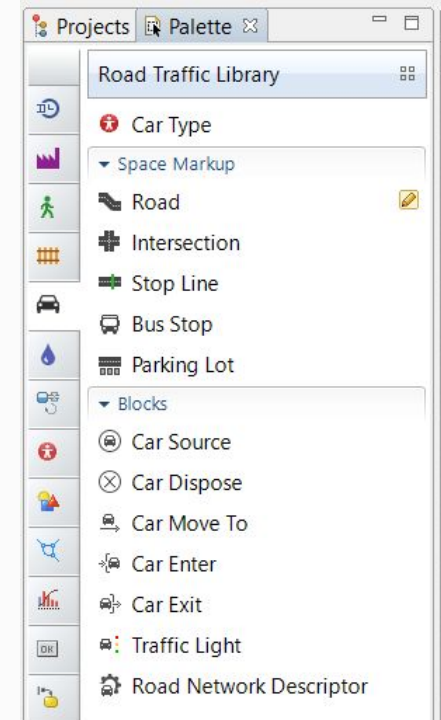 Projects Palette
Road Traffic Library
Car Type
Space Markup
Road
Intersection
Stop Line
Bus Stop
Parking Lot
Blocks
Car Source
Car Dispose
Car Move To
Car Enter
Car Exit
Traffic Light
OK
Road Network Descriptor